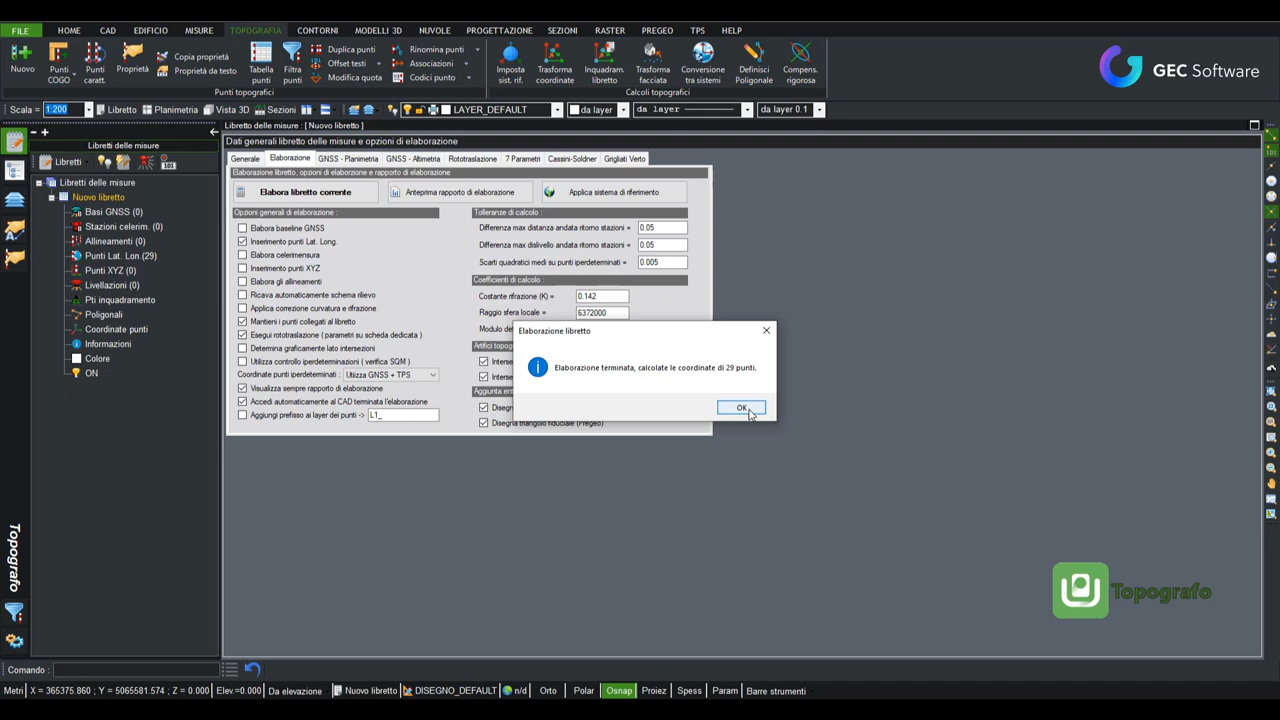 FILE HOME CAD EDIFICIO MISURE TOPOGRAFIA CONTORNI MODELLI 3D NUVOLE PROGETTAZIONE SEZIONI RASTER PREGEO TPS HELP
Nuovo
Punti COGO
Punti caratt.
Proprietà
Copia proprietà
Proprietà da testo
Tabella punti
Filtra punti
Duplica punti
Offset testi
Modifica quota
Rinomina punti
Associazioni
Codici punto
Imposta sist. rif.
Trasforma coordinate
Inquadram. libretto
Trasforma facciata
Conversione tra sistemi
Definisci Poligonale
Compens. rigorosa
Punti topografici
Calcoli topografici
GEC Software
Scala = 1:200 Libretto Planimetria Vista 3D Sezioni LAYER_DEFAULT da layer da layer da layer 0.1
Libretti delle misure
Libretti
101
Libretti delle misure
Nuovo libretto
Basi GNSS (0)
Stazioni celerim. (0)
Allineamenti (0)
Punti Lat. Lon.(29)
Punti XYZ (0)
Livellazioni (0)
Pti inquadramento
Poligonali
Coordinate punti
Informazioni
Colore
ON
Topografo
Libretto delle misure : [ Nuovo libretto ]
Dati generali libretto delle misure e opzioni di elaborazione
Generale Elaborazione GNSS - Planimetria GNSS - Altimetria Rototraslazione 7 Parametri Cassini-Soldner Grigliati Verto
Elaborazione libretto, opzioni di elaborzione e rapporto di elaborazione
Elabora libretto corrente
Anteprima rapporto di elaborazione
Applica sistema di riferimento
Opzioni generali di elaborazione :
Elabora baseline GNSS
Inserimento punti Lat. Long.
Elabora celerimensura
Inserimento punti XYZ
Elabora gli allineamenti
Ricava automaticamente schema rilievo
Applica correzione curvatura e rifrazione
Mantieni i punti collegati al libretto
Esegui rototraslazione ( parametri su scheda dedicata )
Determina graficamente lato intersezioni
Utilizza controllo iperdeterminazioni ( verifica SQM )
Coordinate punti iperdeterminati : Utiizza GNSS + TPS
Visualizza sempre rapporto di elaborazione
Accedi automaticamente al CAD terminata l'elaborazione
Aggiungi prefisso ai layer dei punti -> L1_
Tolleranze di calcolo :
Differenza max distanza andata ritorno stazioni = 0.05
Differenza max dislivello andata ritorno stazioni = 0.05
Scarti quadratici medi su punti iperdeterminati = 0.005
Coefficienti di calcolo :
Costante rifrazione (K) = 0.142
Raggio sfera locale = 6372000
Modulo de
Artifici topog
Interse
Interse
Aggiunta en
Disegn
Disegna triangolo fiduciale (Pregeo)
Elaborazione libretto
Elaborazione terminata, calcolate le coordinate di 29 punti.
OK
Topografo
Comando :
Metri X = 365375.860 ; Y = 5065581.574 ; Z = 0.000 Elev.=0.000 Da elevazione Nuovo libretto DISEGNO_DEFAULT n/d Orto Polar Osnap Proiez Spess Param Barre strumenti